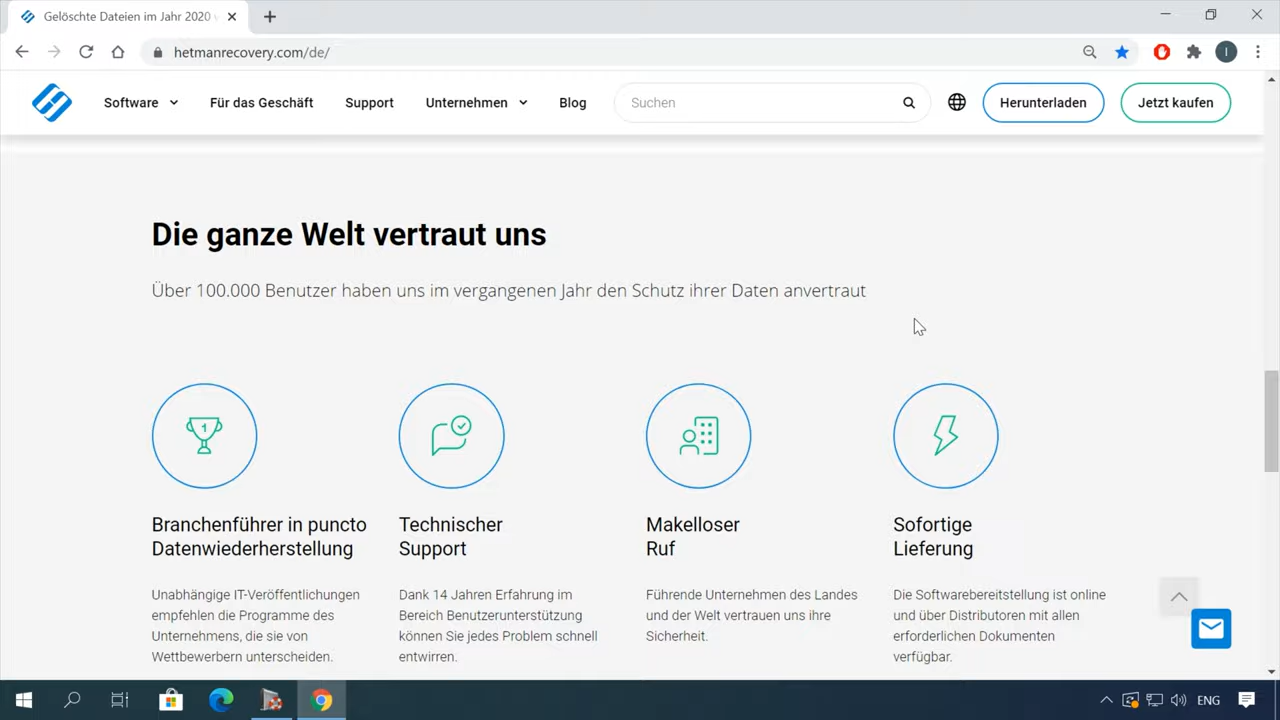 Gelöschte Dateien im Jahr 2020
hetmanrecovery.com/de/
I
Software
Für das Geschäft
Support
Unternehmen
Blog
Suchen
Herunterladen
Jetzt kaufen
Die ganze Welt vertraut uns
Über 100.000 Benutzer haben uns im vergangenen Jahr den Schutz ihrer Daten anvertraut
1
Branchenführer in puncto
Datenwiederherstellung
Unabhängige IT-Veröffentlichungen
empfehlen die Programme des
Unternehmens, die sie von
Wettbewerbern unterscheiden.
Technischer
Support
Dank 14 Jahren Erfahrung im
Bereich Benutzerunterstützung
können Sie jedes Problem schnell
entwirren.
Makelloser
Ruf
Führende Unternehmen des Landes
und der Welt vertrauen uns ihre
Sicherheit.
Sofortige
Lieferung
Die Softwarebereitstellung ist online
und über Distributoren mit allen
erforderlichen Dokumenten
verfügbar.
ENG